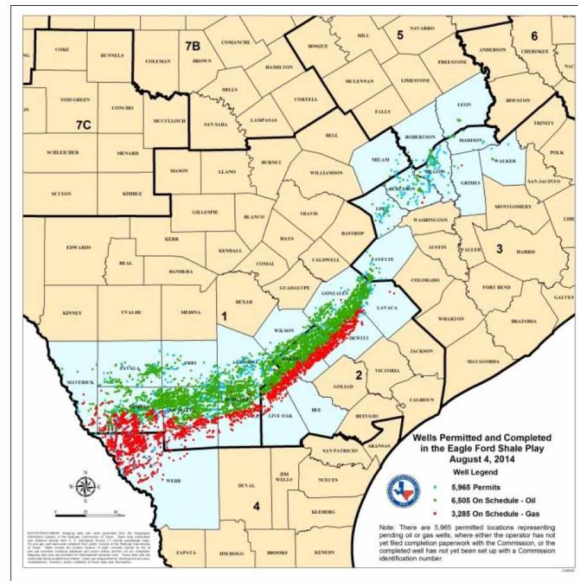 5
NAVARRO
6
7B
COMANCHE
BOSQUE
HILL
ANDERSON
CHEROKEE
COKE
RUNNELS
COLEMAN
BROWN
HAMILTON
FREESTONE
MCLENNAN
LIMESTONE
MILLS
TOM GREEN
CONCHO
CORYELL
FALLS
LEON
HOUSTON
7C
MCCULLOCH
SAN SABA
LAMPASAS
BELL
ROBERTSON
MADISON
TRINITY
SCHLEICHER
MENARD
BURNET
MILAM
WALKER
POLK
MASON
LLANO
WILLIAMSON
GRIMES
SAN JACINTO
SUTTON
KIMBLE
GILLESPIE
BLANCO
TRAVIS
WASHINGTON
MONTGOMERY
EDWARDS
KERR
HAYS
BASTROP
AUSTIN
WALLER
HARRIS
3
REAL
KENDALL
COMAL
CALDWELL
FAYETTE
BANDERA
GUADALUPE
COLORADO
FORT BEND
1
BEXAR
GONZALES
LAVACA
KINNEY
UVALDE
MEDINA
WILSON
WHARTON
BRAZORIA
DEWITT
JACKSON
MATAGORDA
MAVERICK
ZAVALA
FRIO
2
VICTORIA
GOLIAD
CALHOUN
LIVE OAK
BEE
REFUGIO
ARANSAS
SAN PATRICIO
WEBB
DUVAL
JIM WELLS
NUECES
4
KLEBERG
ZAPATA
JIM HOGG
BROOKS
KENEDY
Wells Permitted and Completed
in the Eagle Ford Shale Play
August 4, 2014
Well Legend
5,965 Permits
6,505 On Schedule - Oil
3,285 On Schedule - Gas
Note: There are 5,965 permitted locations representing
pending oil or gas wells, where either the operator has not
yet filed completion paperwork with the Commission, or the
completed well has not yet been set up with a Commission
identification number.